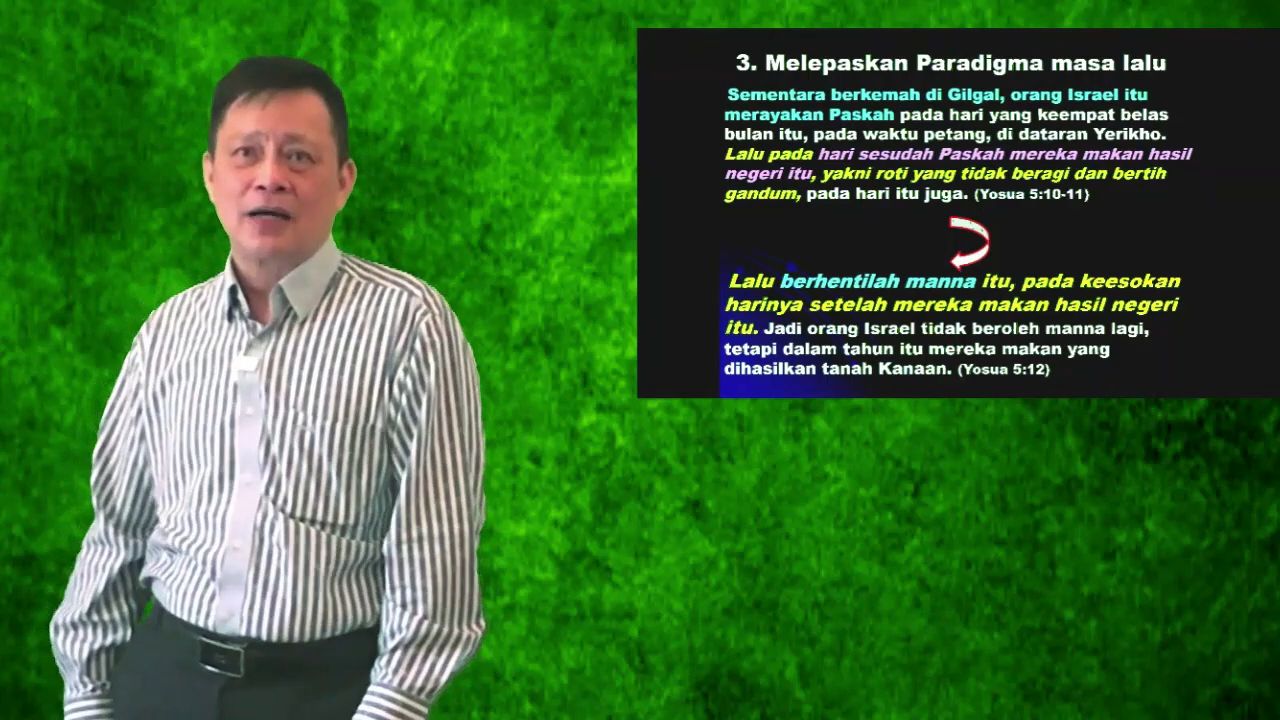 3. Melepaskan Paradigma masa lalu
Sementara berkemah di Gilgal, orang Israel itu
merayakan Paskah pada hari yang keempat belas
bulan itu, pada waktu petang, di dataran Yerikho.
Lalu pada hari sesudah Paskah mereka makan hasil
negeri itu, yakni roti yang tidak beragi dan bertih
gandum, pada hari itu juga. (Yosua 5:10-11)
Lalu berhentilah manna itu, pada keesokan
harinya setelah mereka makan hasil negeri
itu. Jadi orang Israel tidak beroleh manna lagi,
tetapi dalam tahun itu mereka makan yang
dihasilkan tanah Kanaan. (Yosua 5:12)